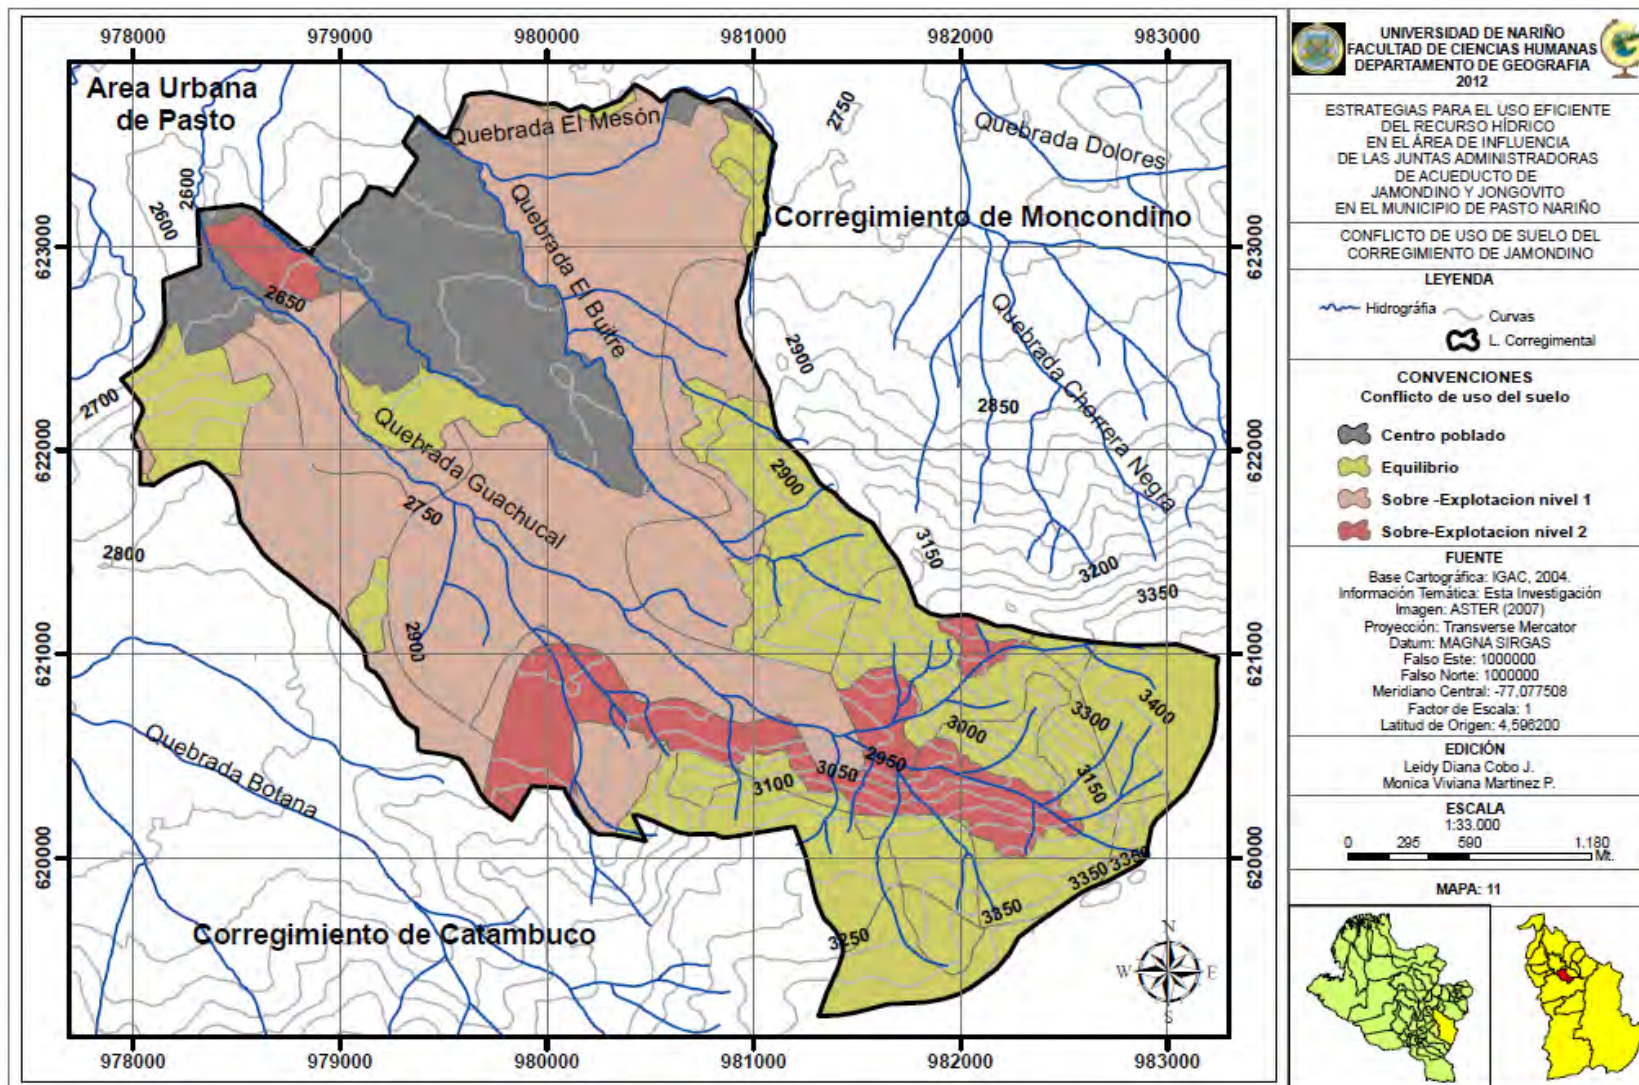 978000
979000
980000
981000
982000
983000
Area Urbana
de Pasto
Quebrada El Mesón
2750
Quebrada Dolores
2600
2600
623000
Quebrada El Buitre
Corregimiento de Moncondino
623000
2650
Quebrada Chorrera Negra
2900
2700
2850
622000
Quebrada Guachucal
2900
622000
2750
2800
3150
3200
3350
621000
2900
621000
3400
3300
3000
Quebrada Botana
2950
3050
3100
3150
620000
3350
3350
620000
3350
3250
Corregimiento de Catambuco
N
W
E
S
978000
979000
980000
981000
982000
983000
UNIVERSIDAD DE NARIÑO
FACULTAD DE CIENCIAS HUMANAS
DEPARTAMENTO DE GEOGRAFIA
2012
ESTRATEGIAS PARA EL USO EFICIENTE
DEL RECURSO HÍDRICO
EN EL ÁREA DE INFLUENCIA
DE LAS JUNTAS ADMINISTRADORAS
DE ACUEDUCTO DE
JAMONDINO Y JONGOVITO
EN EL MUNICIPIO DE PASTO NARIÑO
CONFLICTO DE USO DE SUELO DEL
CORREGIMIENTO DE JAMONDINO
LEYENDA
Hidrográfia
Curvas
L. Corregimental
CONVENCIONES
Conflicto de uso del suelo
Centro poblado
Equilibrio
Sobre -Explotacion nivel 1
Sobre-Explotacion nivel 2
FUENTE
Base Cartográfica: IGAC, 2004.
Información Temática: Esta Investigación
Imagen: ASTER (2007)
Proyección: Transverse Mercator
Datum: MAGNA SIRGAS
Falso Este: 1000000
Falso Norte: 1000000
Meridiano Central: -77,077508
Factor de Escala: 1
Latitud de Origen: 4,596200
EDICIÓN
Leidy Diana Cobo J.
Monica Viviana Martinez P.
ESCALA
1:33.000
0 295 590 1.180
Mt.
MAPA: 11